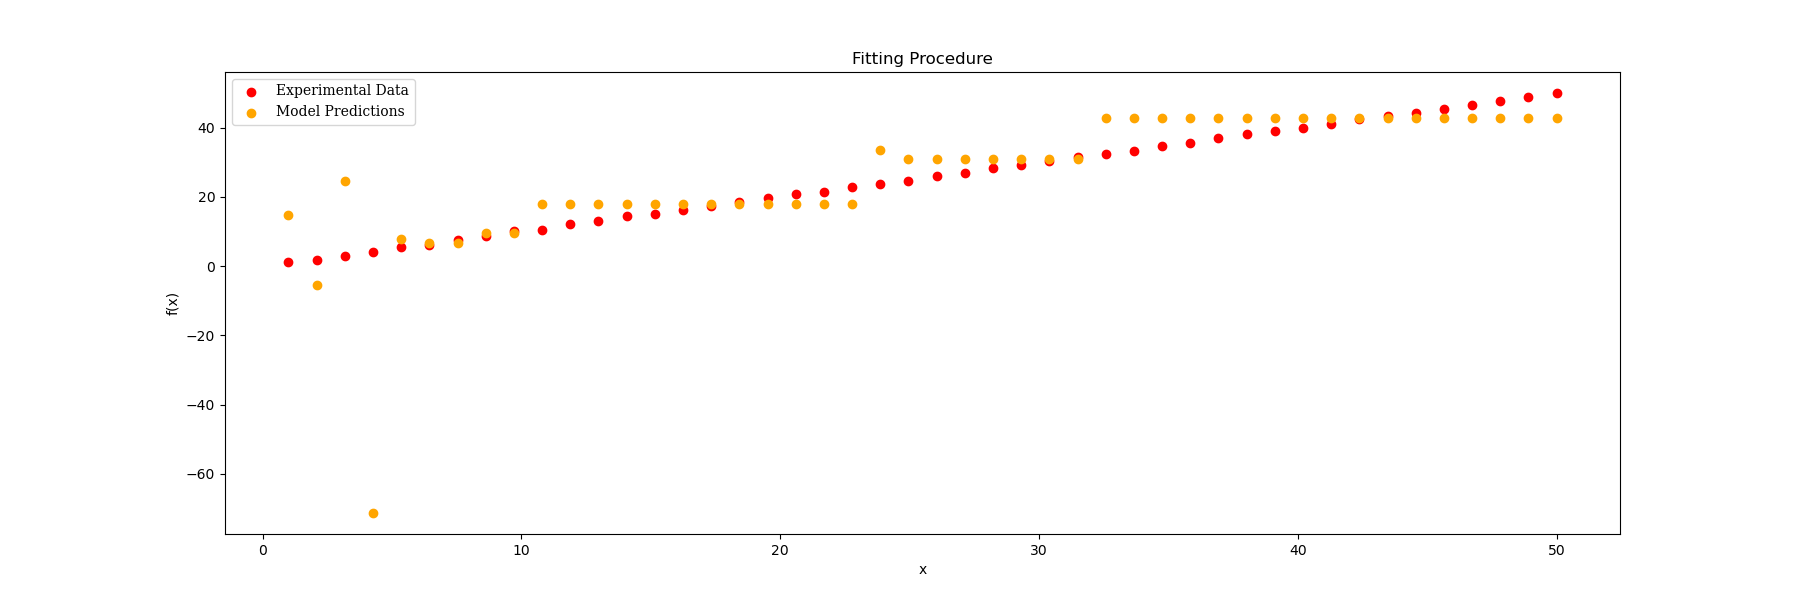 Fitting Procedure
Experimental Data
Model Predictions
40
20
0
−20
−40
−60
f(x)
0 10 20 30 40 50
x